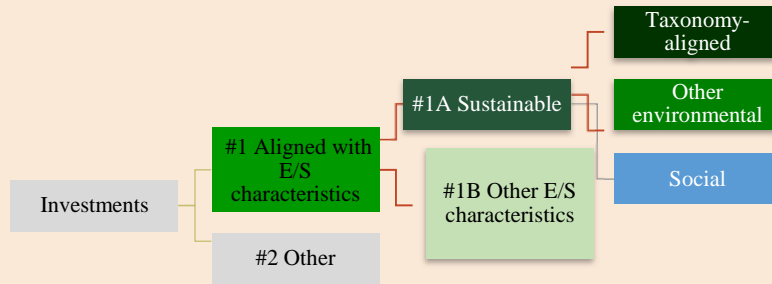 Taxonomy-
aligned
#1A Sustainable
Other
environmental
#1 Aligned with
E/S
characteristics
#1B Other E/S
characteristics
Social
Investments
#2 Other